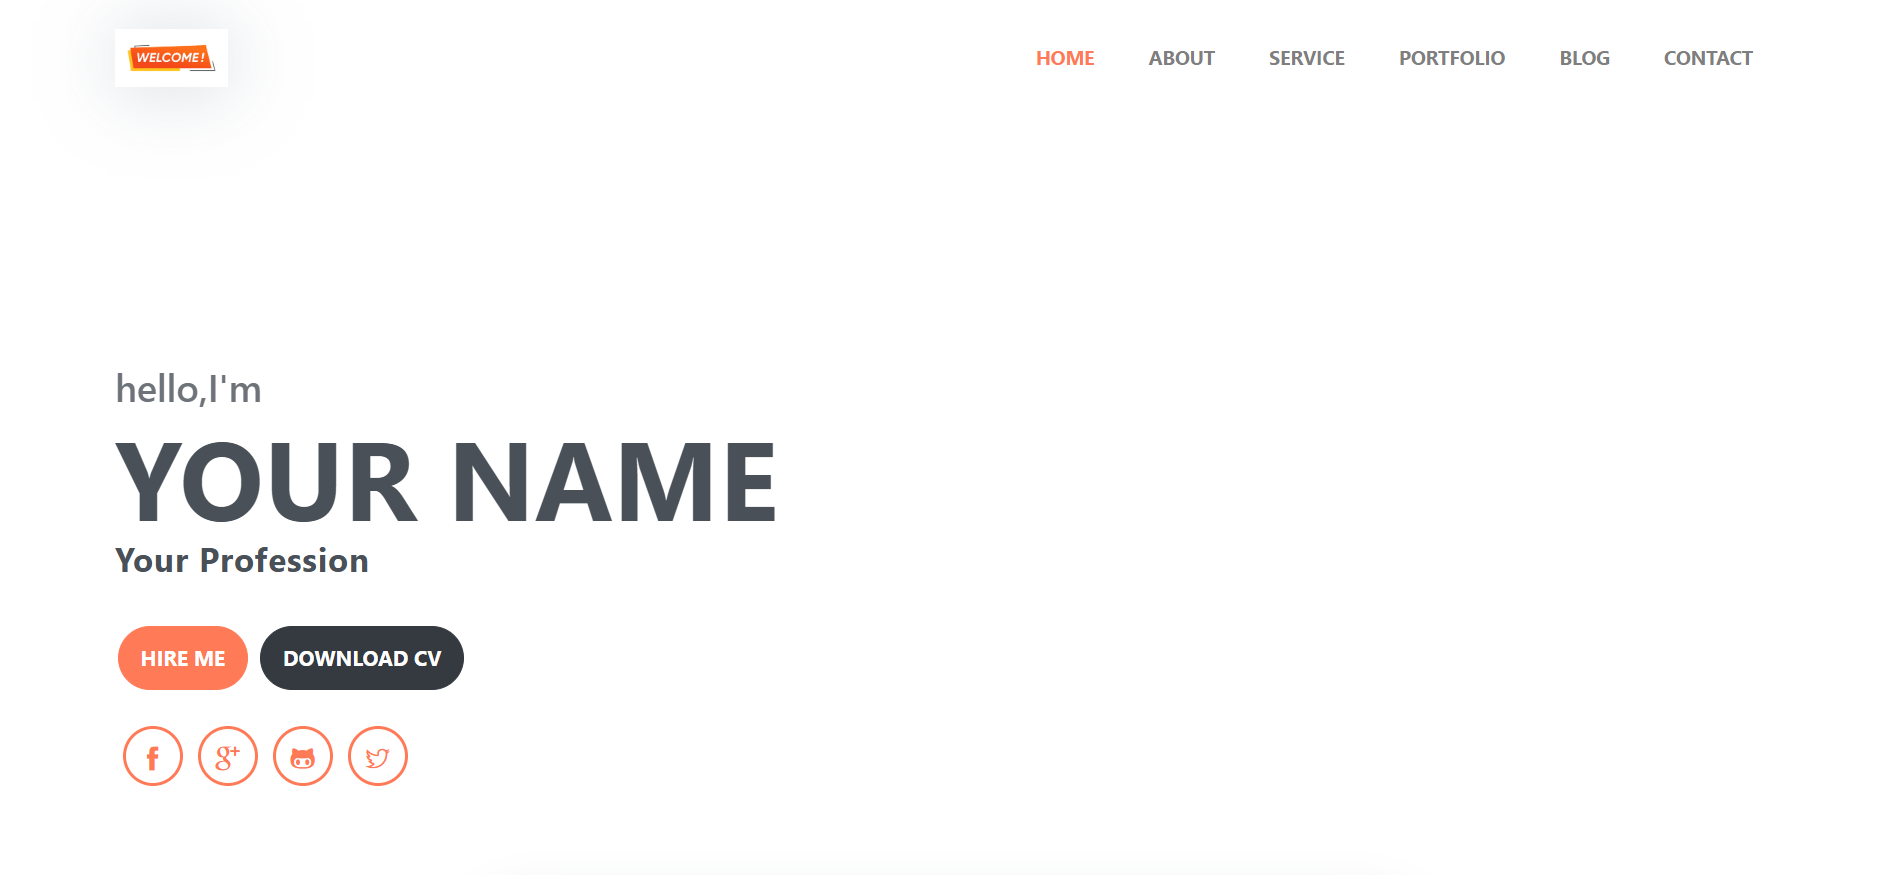 WELCOME!
HOME ABOUT SERVICE PORTFOLIO BLOG CONTACT
hello,I'm
YOUR NAME
Your Profession
HIRE ME DOWNLOAD CV